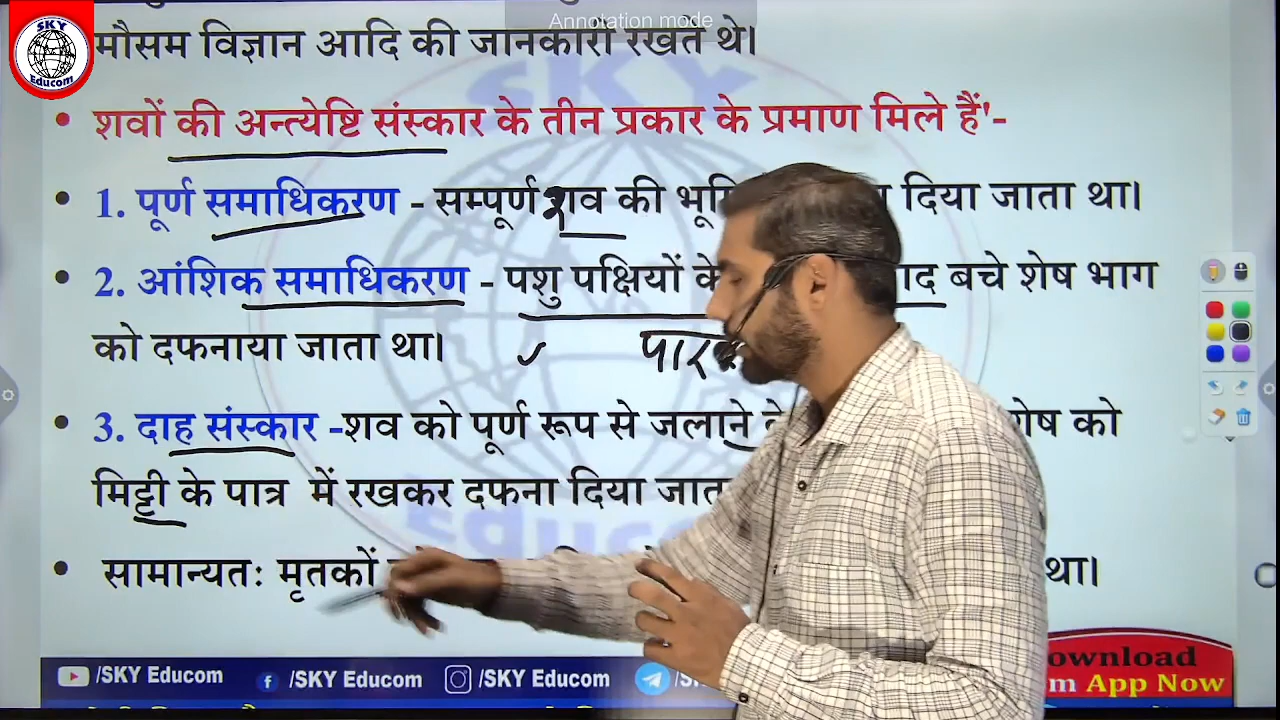 Annotation mode
SKY
Educom
मौसम विज्ञान आदि की जानकारी रखते थे।
• शवों की अन्त्येष्टि संस्कार के तीन प्रकार के प्रमाण मिले हैं'-
• 1. पूर्ण समाधिकरण - सम्पूर्ण शव की दिया जाता था।
• 2. आंशिक समाधिकरण - पशु पक्षियों के बाद बचे शेष भाग
को दफनाया जाता था।
3. दाह संस्कार -शव को पूर्ण रूप से जलाने को
मिट्टी के पात्र में रखकर दफना दिया
• सामान्यतः मृतकों था।
/SKY Educom
/SKY Educom
/SKY Educom
App Now